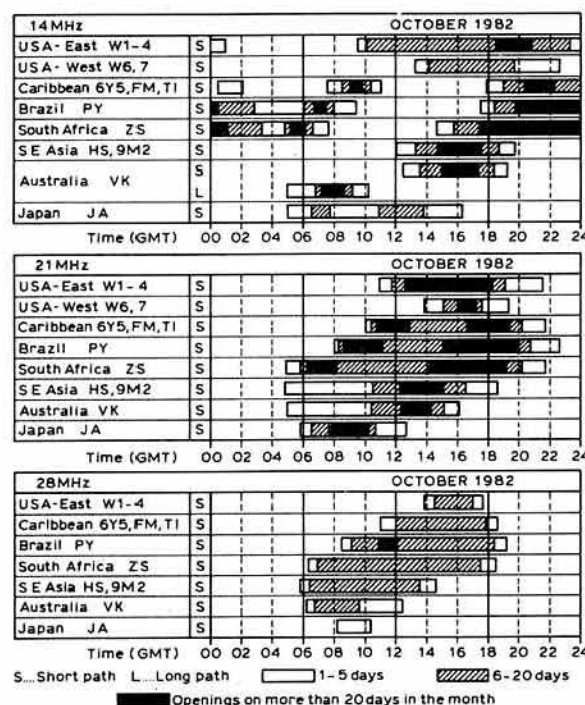 14MHz OCTOBER 1982
USA-East W1-4 S
USA-West W6,7 S
Caribbean 6Y5,FM,TI S
Brazil PY S
South Africa ZS S
SE Asia HS,9M2 S
Australia VK S
L
Japan JA S
Time (GMT) 00 02 04 06 08 10 12 14 16 18 20 22 24
21MHz OCTOBER 1982
USA-East W1-4 S
USA-West W6,7 S
Caribbean 6Y5,FM,TI S
Brazil PY S
South Africa ZS S
SE Asia HS,9M2 S
Australia VK S
Japan JA S
Time (GMT) 00 02 04 06 08 10 12 14 16 18 20 22 24
28MHz OCTOBER 1982
USA-East W1-4 S
Caribbean 6Y5,FM,TI S
Brazil PY S
South Africa ZS S
SE Asia HS,9M2 S
Australia VK S
Japan JA S
Time (GMT) 00 02 04 06 08 10 12 14 16 18 20 22 24
S....Short path L....Long path 1-5 days 6-20 days
Openings on more than 20 days in the month